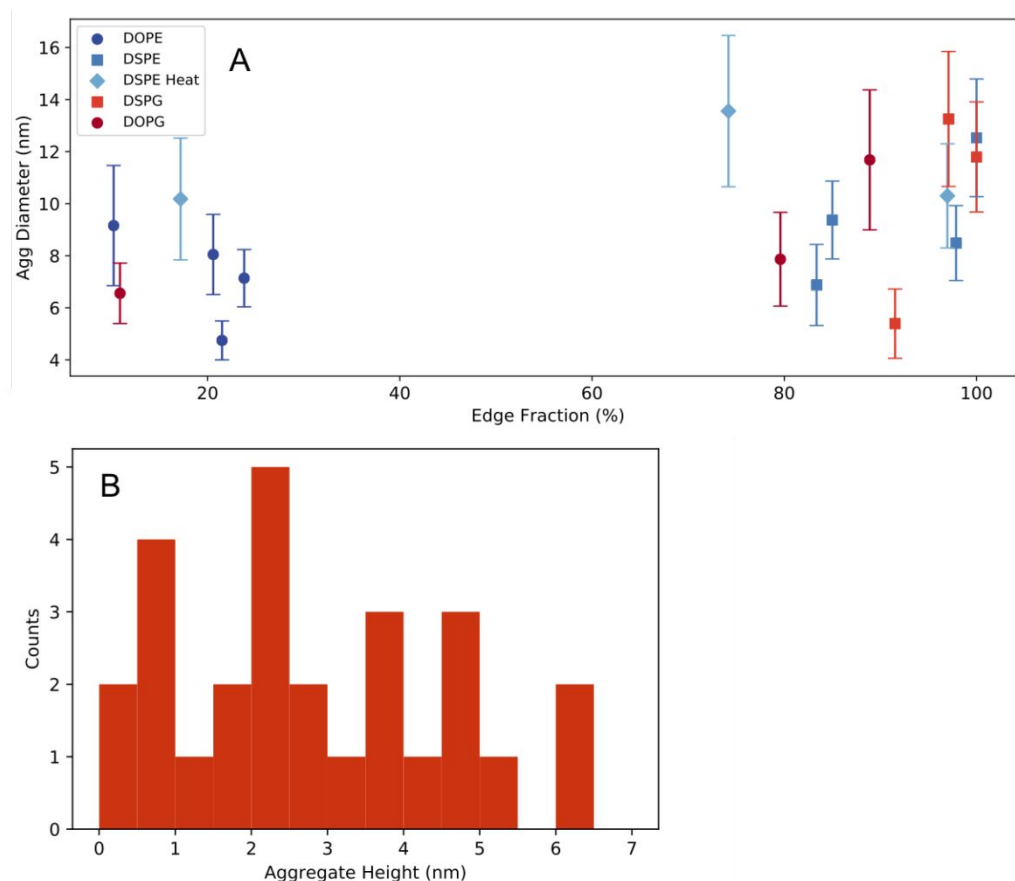 A
DOPE
DSPE
DSPE Heat
DSPG
DOPG
16
14
12
10
8
6
4
Agg Diameter (nm)
20 40 60 80 100
Edge Fraction (%)
B
5
4
3
2
1
0
Counts
0 1 2 3 4 5 6 7
Aggregate Height (nm)